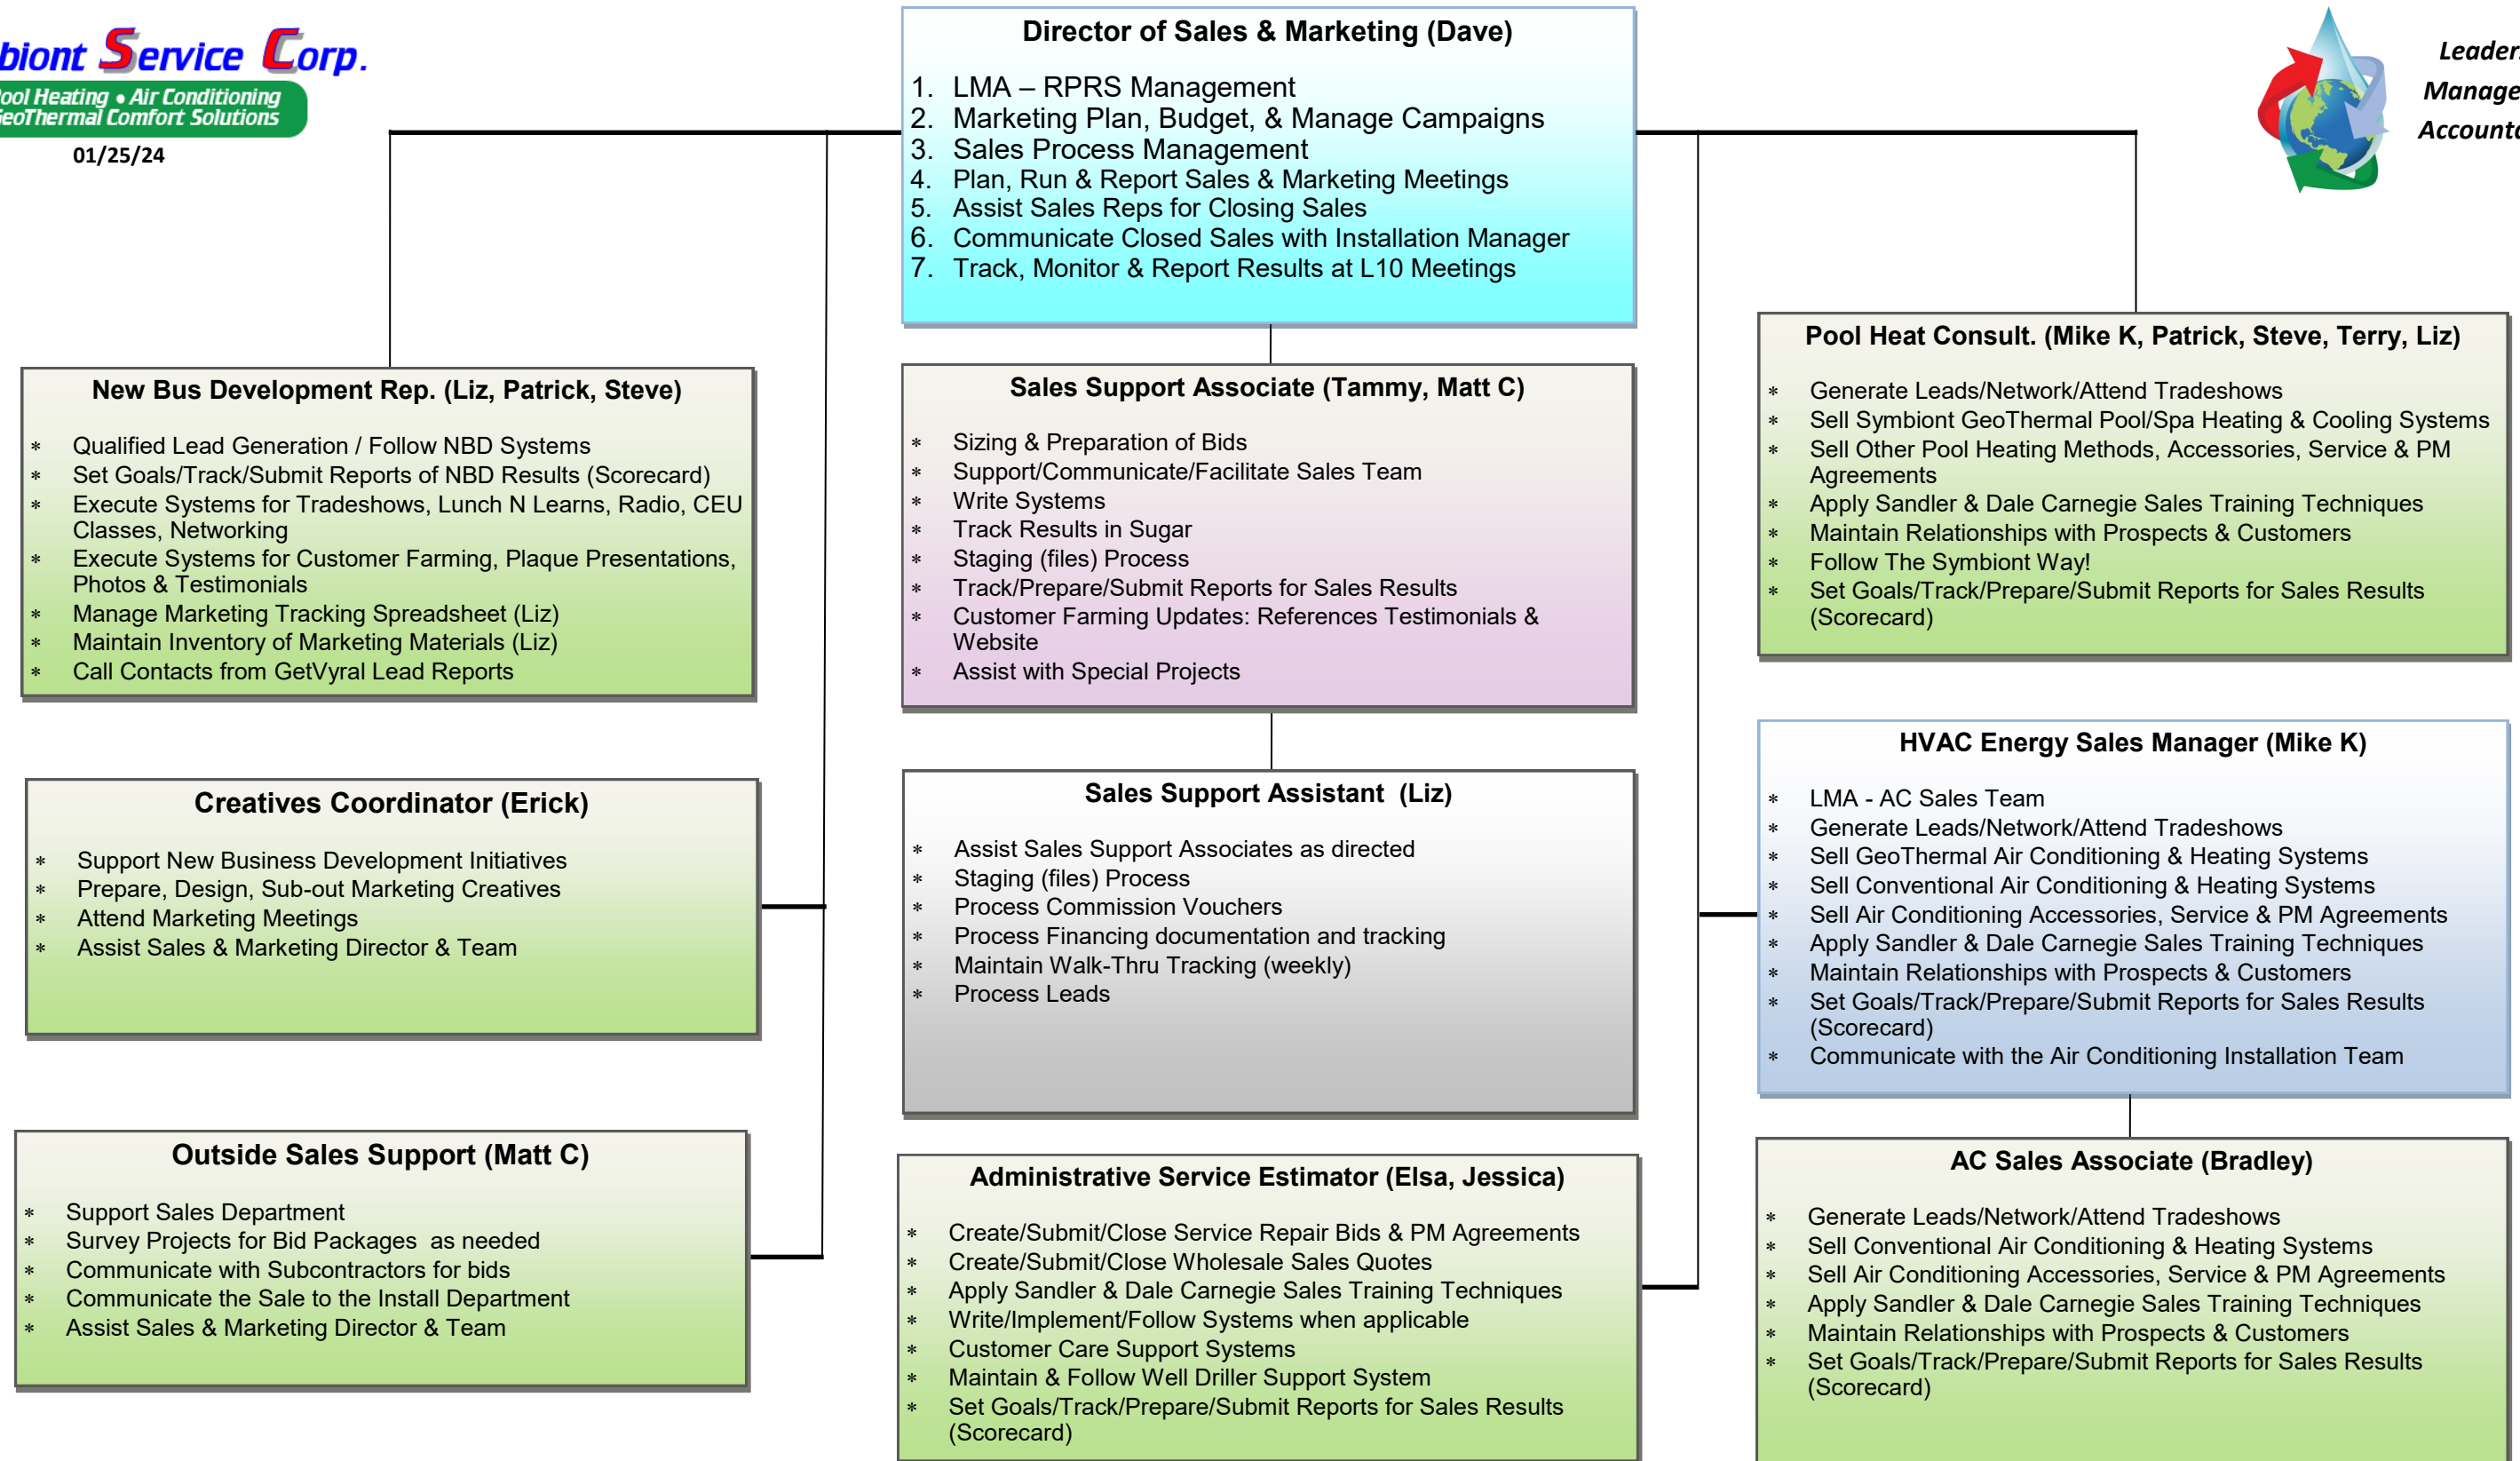 biont Service Corp.
Pool Heating • Air Conditioning
GeoThermal Comfort Solutions
01/25/24
Director of Sales & Marketing (Dave)
1. LMA – RPRS Management
2. Marketing Plan, Budget, & Manage Campaigns
3. Sales Process Management
4. Plan, Run & Report Sales & Marketing Meetings
5. Assist Sales Reps for Closing Sales
6. Communicate Closed Sales with Installation Manager
7. Track, Monitor & Report Results at L10 Meetings
New Bus Development Rep. (Liz, Patrick, Steve)
* Qualified Lead Generation / Follow NBD Systems
* Set Goals/Track/Submit Reports of NBD Results (Scorecard)
* Execute Systems for Tradeshows, Lunch N Learns, Radio, CEU
Classes, Networking
* Execute Systems for Customer Farming, Plaque Presentations,
Photos & Testimonials
* Manage Marketing Tracking Spreadsheet (Liz)
* Maintain Inventory of Marketing Materials (Liz)
* Call Contacts from GetVyral Lead Reports
Sales Support Associate (Tammy, Matt C)
* Sizing & Preparation of Bids
* Support/Communicate/Facilitate Sales Team
* Write Systems
* Track Results in Sugar
* Staging (files) Process
* Track/Prepare/Submit Reports for Sales Results
* Customer Farming Updates: References Testimonials &
Website
* Assist with Special Projects
Pool Heat Consult. (Mike K, Patrick, Steve, Terry, Liz)
* Generate Leads/Network/Attend Tradeshows
* Sell Symbiont GeoThermal Pool/Spa Heating & Cooling Systems
* Sell Other Pool Heating Methods, Accessories, Service & PM
Agreements
* Apply Sandler & Dale Carnegie Sales Training Techniques
* Maintain Relationships with Prospects & Customers
* Follow The Symbiont Way!
* Set Goals/Track/Prepare/Submit Reports for Sales Results
(Scorecard)
Creatives Coordinator (Erick)
* Support New Business Development Initiatives
* Prepare, Design, Sub-out Marketing Creatives
* Attend Marketing Meetings
* Assist Sales & Marketing Director & Team
Sales Support Assistant (Liz)
* Assist Sales Support Associates as directed
* Staging (files) Process
* Process Commission Vouchers
* Process Financing documentation and tracking
* Maintain Walk-Thru Tracking (weekly)
* Process Leads
HVAC Energy Sales Manager (Mike K)
* LMA - AC Sales Team
* Generate Leads/Network/Attend Tradeshows
* Sell GeoThermal Air Conditioning & Heating Systems
* Sell Conventional Air Conditioning & Heating Systems
* Sell Air Conditioning Accessories, Service & PM Agreements
* Apply Sandler & Dale Carnegie Sales Training Techniques
* Maintain Relationships with Prospects & Customers
* Set Goals/Track/Prepare/Submit Reports for Sales Results
(Scorecard)
* Communicate with the Air Conditioning Installation Team
Outside Sales Support (Matt C)
* Support Sales Department
* Survey Projects for Bid Packages as needed
* Communicate with Subcontractors for bids
* Communicate the Sale to the Install Department
* Assist Sales & Marketing Director & Team
Administrative Service Estimator (Elsa, Jessica)
* Create/Submit/Close Service Repair Bids & PM Agreements
* Create/Submit/Close Wholesale Sales Quotes
* Apply Sandler & Dale Carnegie Sales Training Techniques
* Write/Implement/Follow Systems when applicable
* Customer Care Support Systems
* Maintain & Follow Well Driller Support System
* Set Goals/Track/Prepare/Submit Reports for Sales Results
(Scorecard)
AC Sales Associate (Bradley)
* Generate Leads/Network/Attend Tradeshows
* Sell Conventional Air Conditioning & Heating Systems
* Sell Air Conditioning Accessories, Service & PM Agreements
* Apply Sandler & Dale Carnegie Sales Training Techniques
* Maintain Relationships with Prospects & Customers
* Set Goals/Track/Prepare/Submit Reports for Sales Results
(Scorecard)